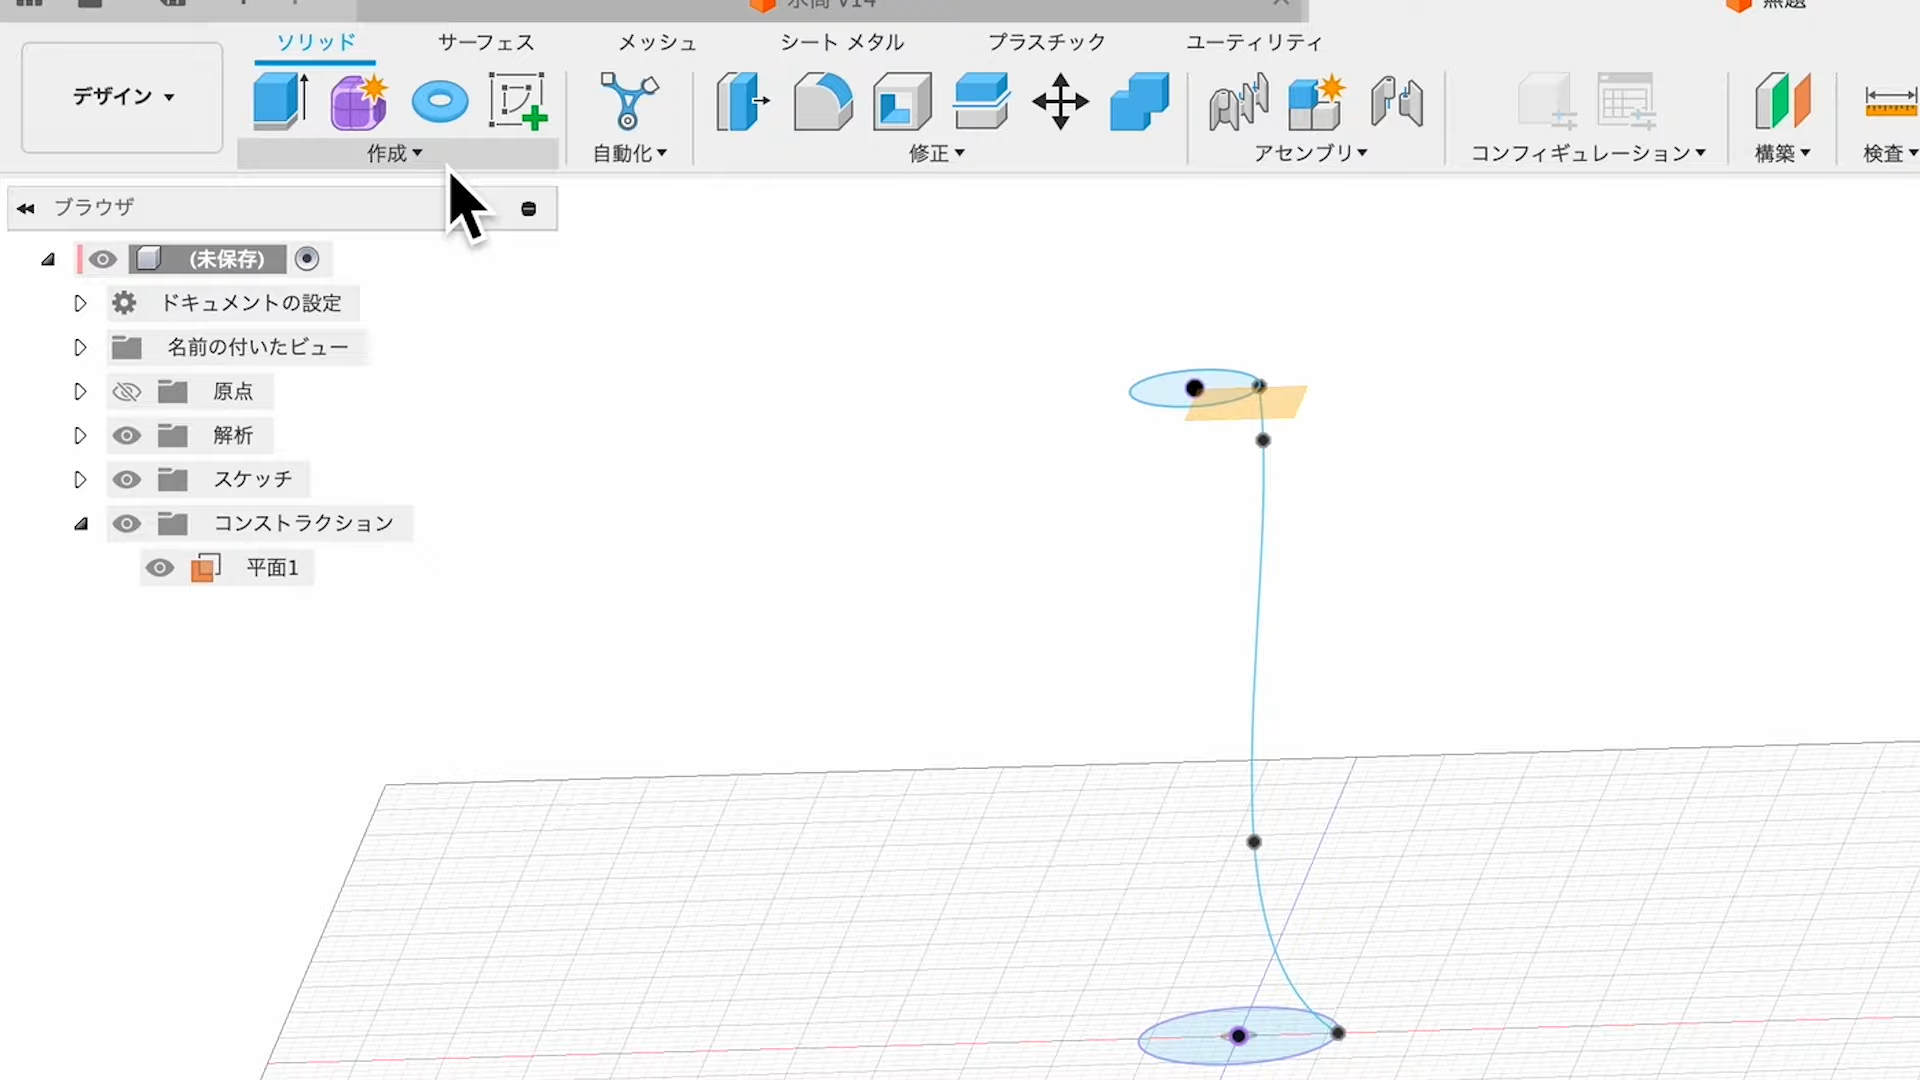 ソリッド サーフェス メッシュ シート メタル プラスチック ユーティリティ
デザイン
作成 自動化 修正 アセンブリ コンフィギュレーション 構築 検査
ブラウザ
(未保存)
ドキュメントの設定
名前の付いたビュー
原点
解析
スケッチ
コンストラクション
平面1